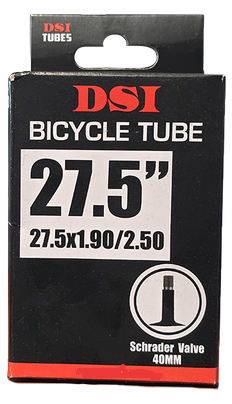 DSI
TUBES
DSI
BICYCLE TUBE
27.5”
27.5x1.90/2.50
Schrader Valve
40MM